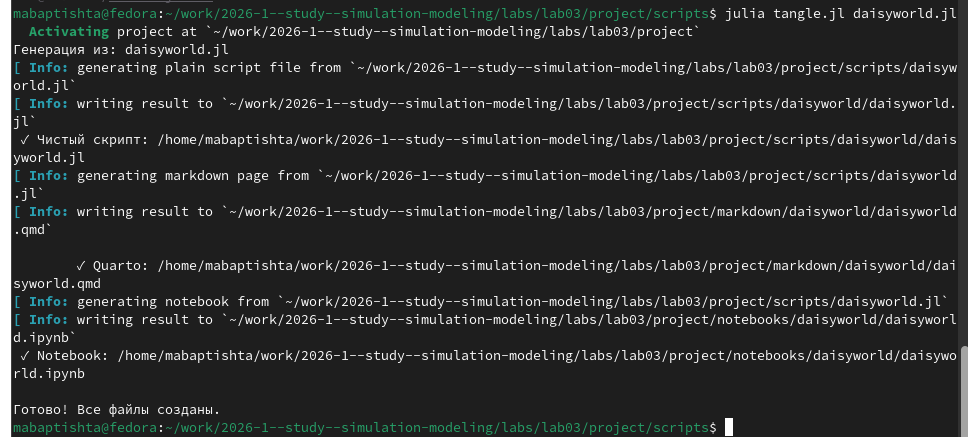 mabaptishta@fedora:~/work/2026-1--study--simulation-modeling/labs/lab03/project/scripts$ julia tangle.jl daisyworld.jl
  Activating project at `~/work/2026-1--study--simulation-modeling/labs/lab03/project`
Генерация из: daisyworld.jl
[ Info: generating plain script file from `~/work/2026-1--study--simulation-modeling/labs/lab03/project/scripts/daisyw
orld.jl`
[ Info: writing result to `~/work/2026-1--study--simulation-modeling/labs/lab03/project/scripts/daisyworld/daisyworld.
jl`
 ✓ Чистый скрипт: /home/mabaptishta/work/2026-1--study--simulation-modeling/labs/lab03/project/scripts/daisyworld/dais
yworld.jl
[ Info: generating markdown page from `~/work/2026-1--study--simulation-modeling/labs/lab03/project/scripts/daisyworld
.jl`
[ Info: writing result to `~/work/2026-1--study--simulation-modeling/labs/lab03/project/markdown/daisyworld/daisyworld
.qmd`
        ✓ Quarto: /home/mabaptishta/work/2026-1--study--simulation-modeling/labs/lab03/project/markdown/daisyworld/dai
syworld.qmd
[ Info: generating notebook from `~/work/2026-1--study--simulation-modeling/labs/lab03/project/scripts/daisyworld.jl`
[ Info: writing result to `~/work/2026-1--study--simulation-modeling/labs/lab03/project/notebooks/daisyworld/daisyworl
d.ipynb`
 ✓ Notebook: /home/mabaptishta/work/2026-1--study--simulation-modeling/labs/lab03/project/notebooks/daisyworld/daisywo
rld.ipynb
Готово! Все файлы созданы.
mabaptishta@fedora:~/work/2026-1--study--simulation-modeling/labs/lab03/project/scripts$